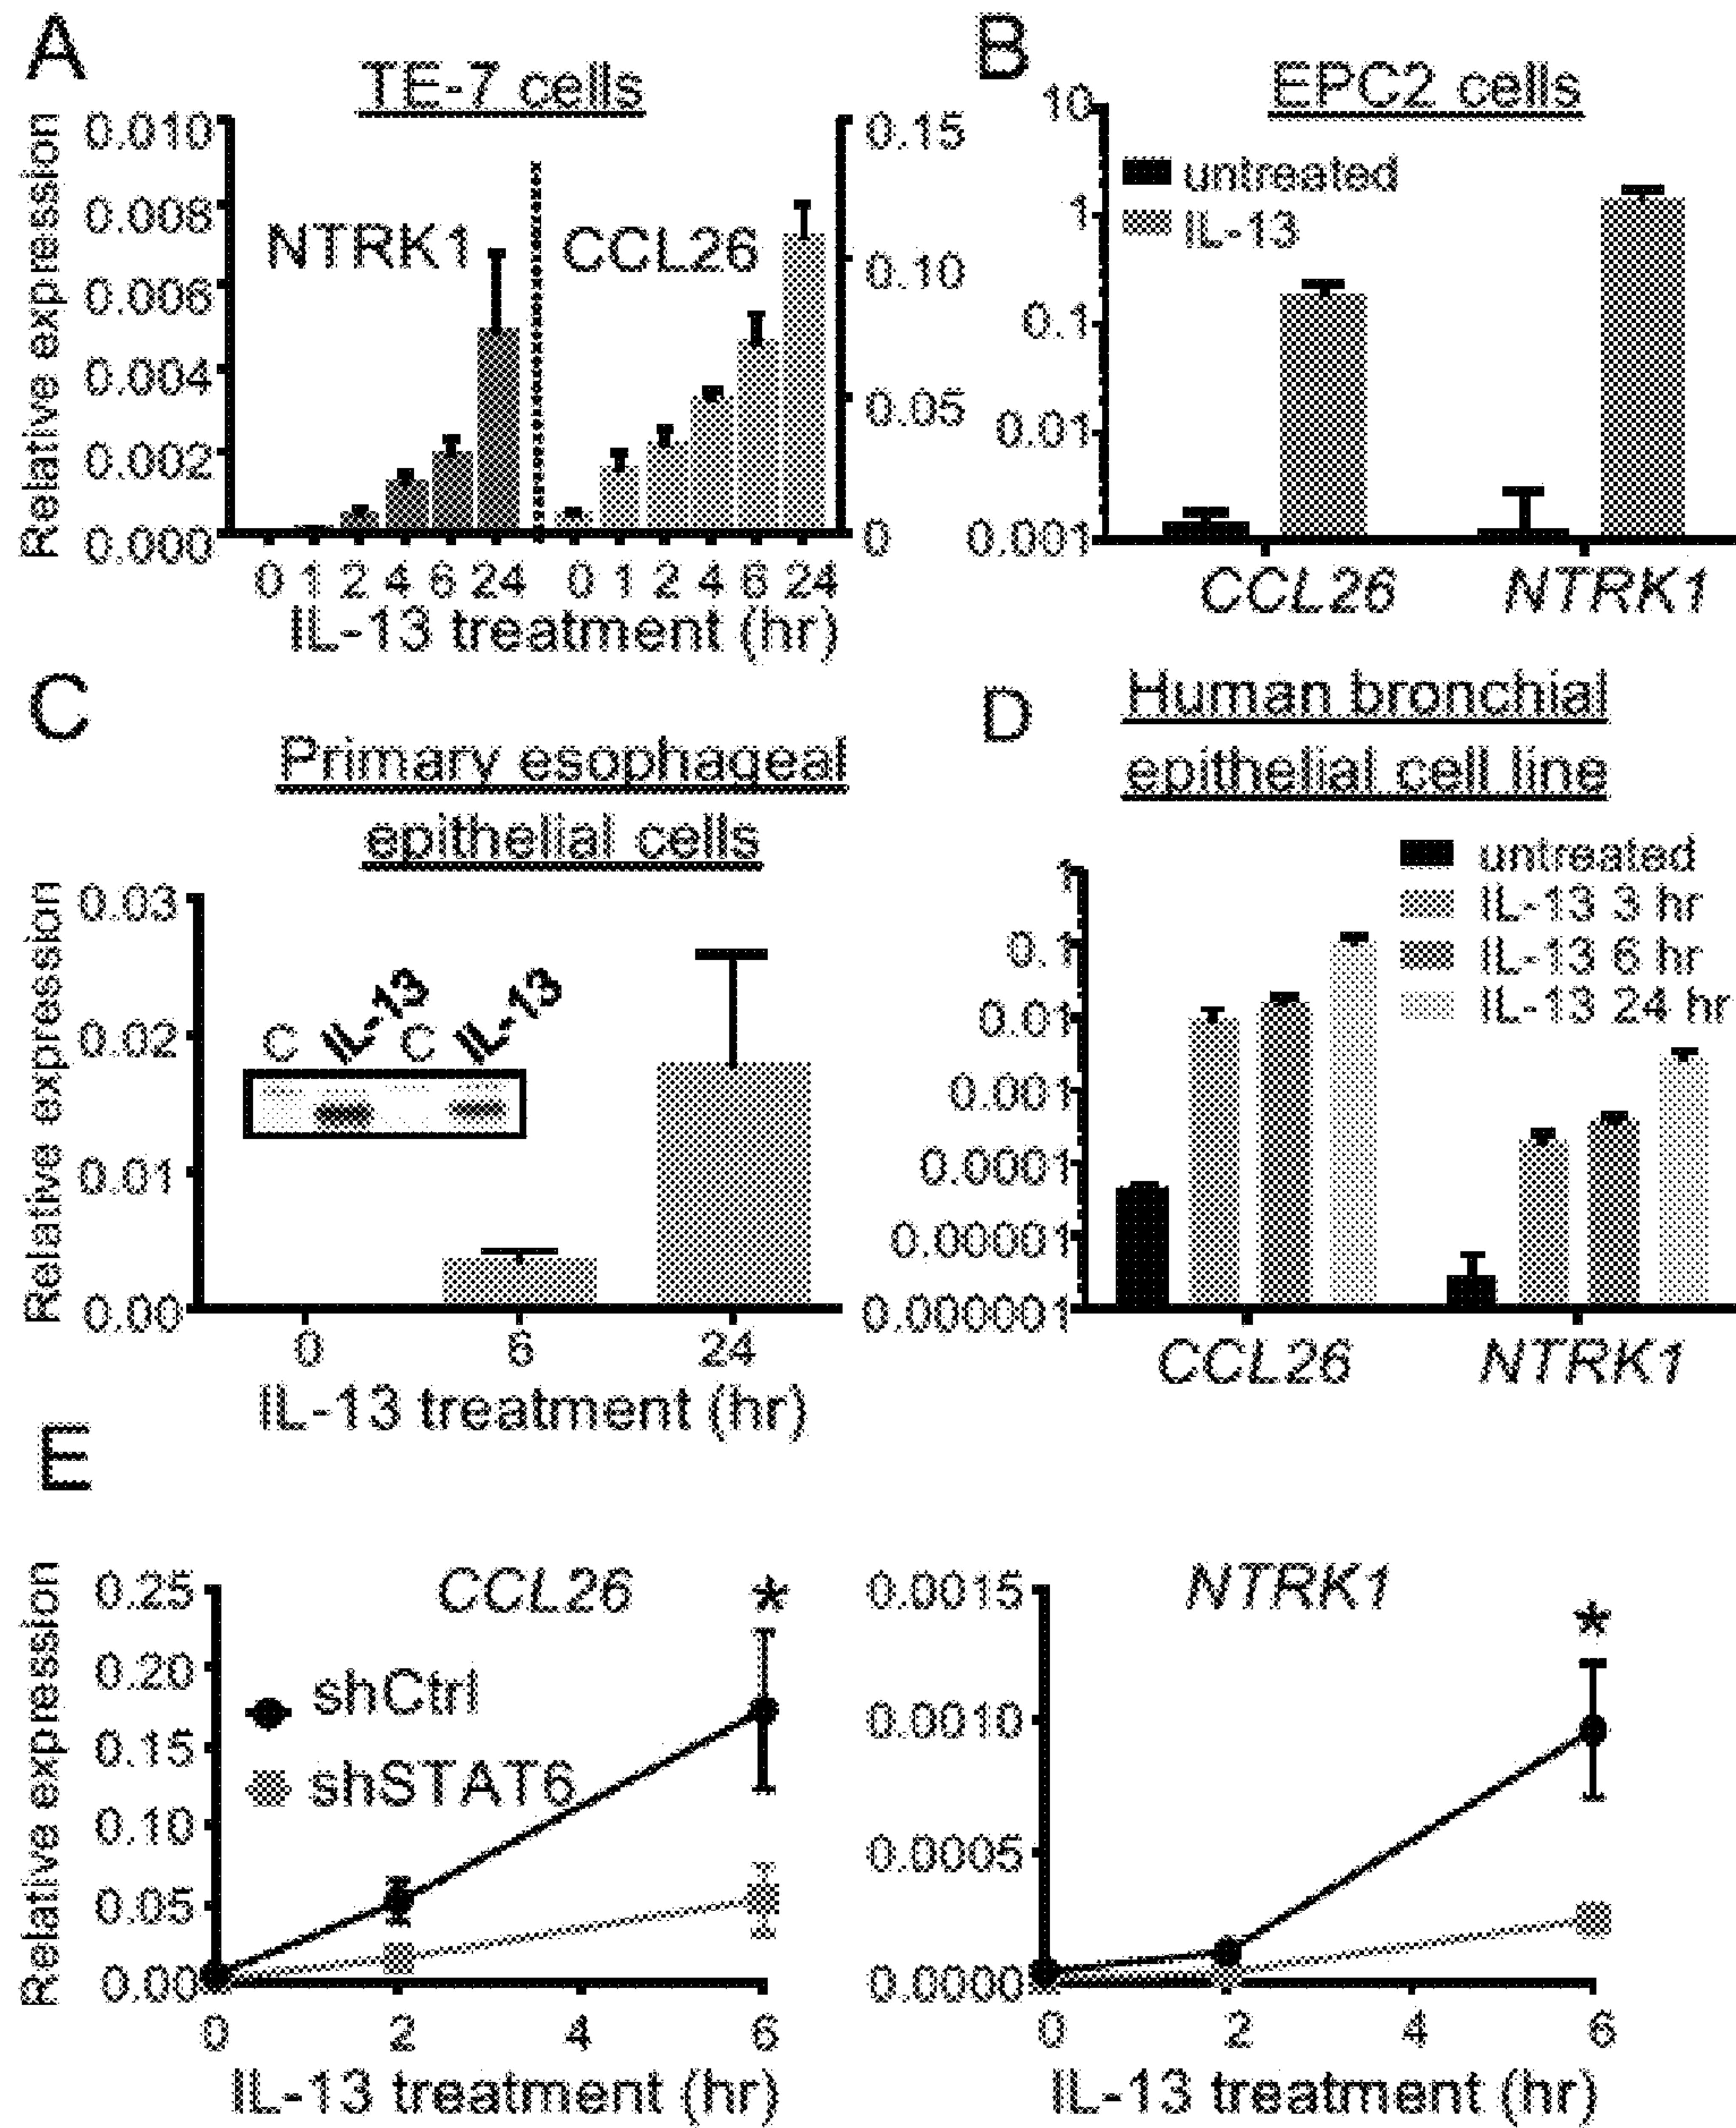 A
TE-7 cells
Relative expression
0.010
0.008
0.006
0.004
0.002
0.000
NTRK1
CCL26
0.15
0.10
0.05
0
0 1 2 4 6 24 0 1 2 4 6 24
IL-13 treatment (hr)
B
EPC2 cells
10
1
0.1
0.01
0.001
untreated
IL-13
CCL26 NTRK1
C
Primary esophageal
epithelial cells
Relative expression
0.03
0.02
0.01
0.00
C IL-13 C IL-13
0 6 24
IL-13 treatment (hr)
D
Human bronchial
epithelial cell line
untreated
IL-13 3 hr
IL-13 6 hr
IL-13 24 hr
1
0.1
0.01
0.001
0.0001
0.00001
0.000001
CCL26 NTRK1
E
Relative expression
CCL26
*
0.25
0.20
0.15
0.10
0.05
0.00
shCtrl
shSTAT6
0 2 4 6
IL-13 treatment (hr)
NTRK1
*
0.0015
0.0010
0.0005
0.0000
0 2 4 6
IL-13 treatment (hr)